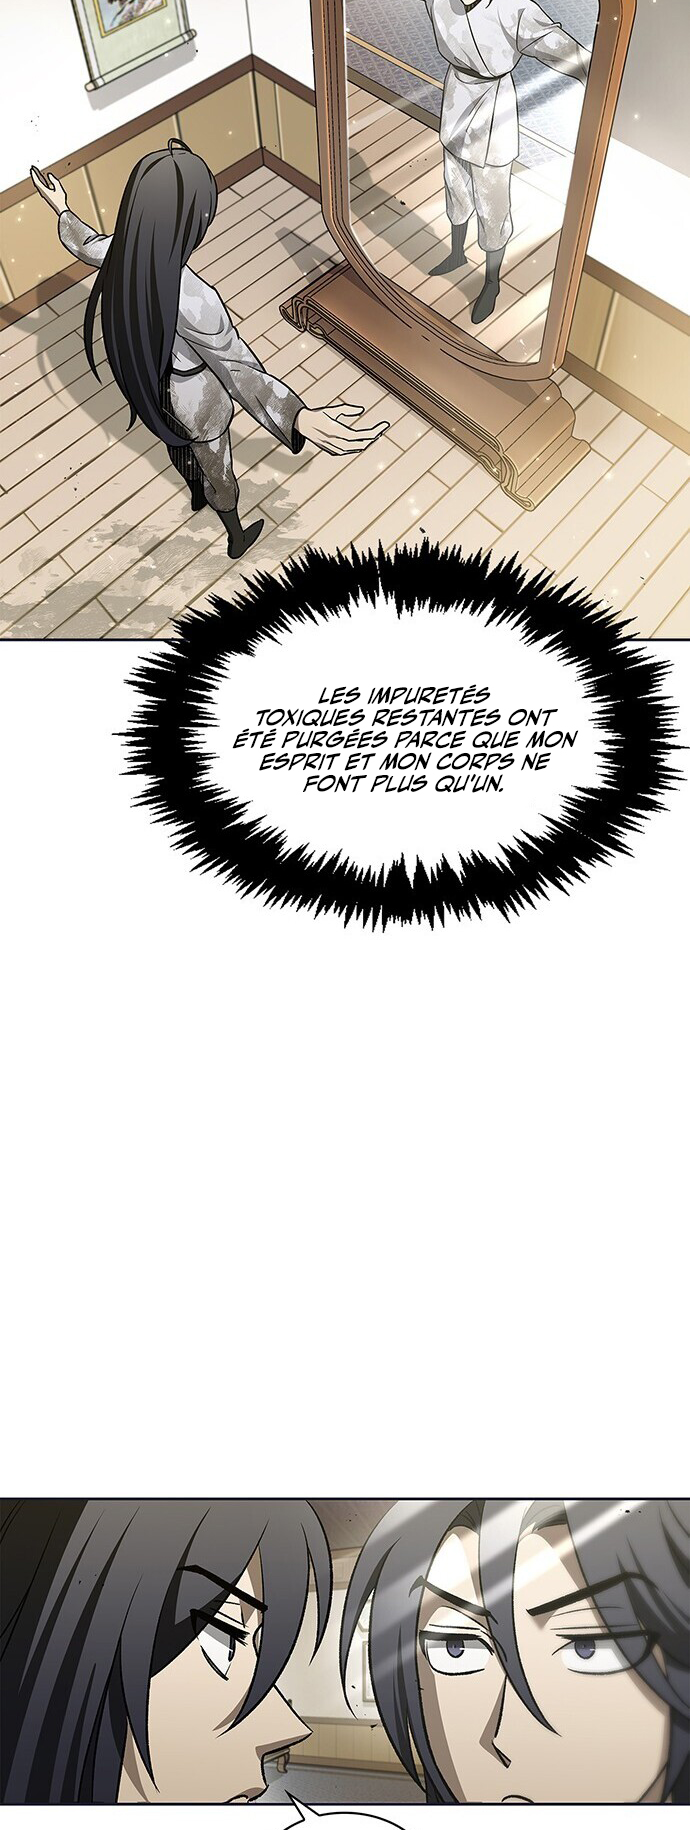 LES IMPURETÉS
TOXIQUES RESTANTES ONT
ÉTÉ PURGÉES PARCE QUE MON
ESPRIT ET MON CORPS NE
FONT PLUS QU'UN.